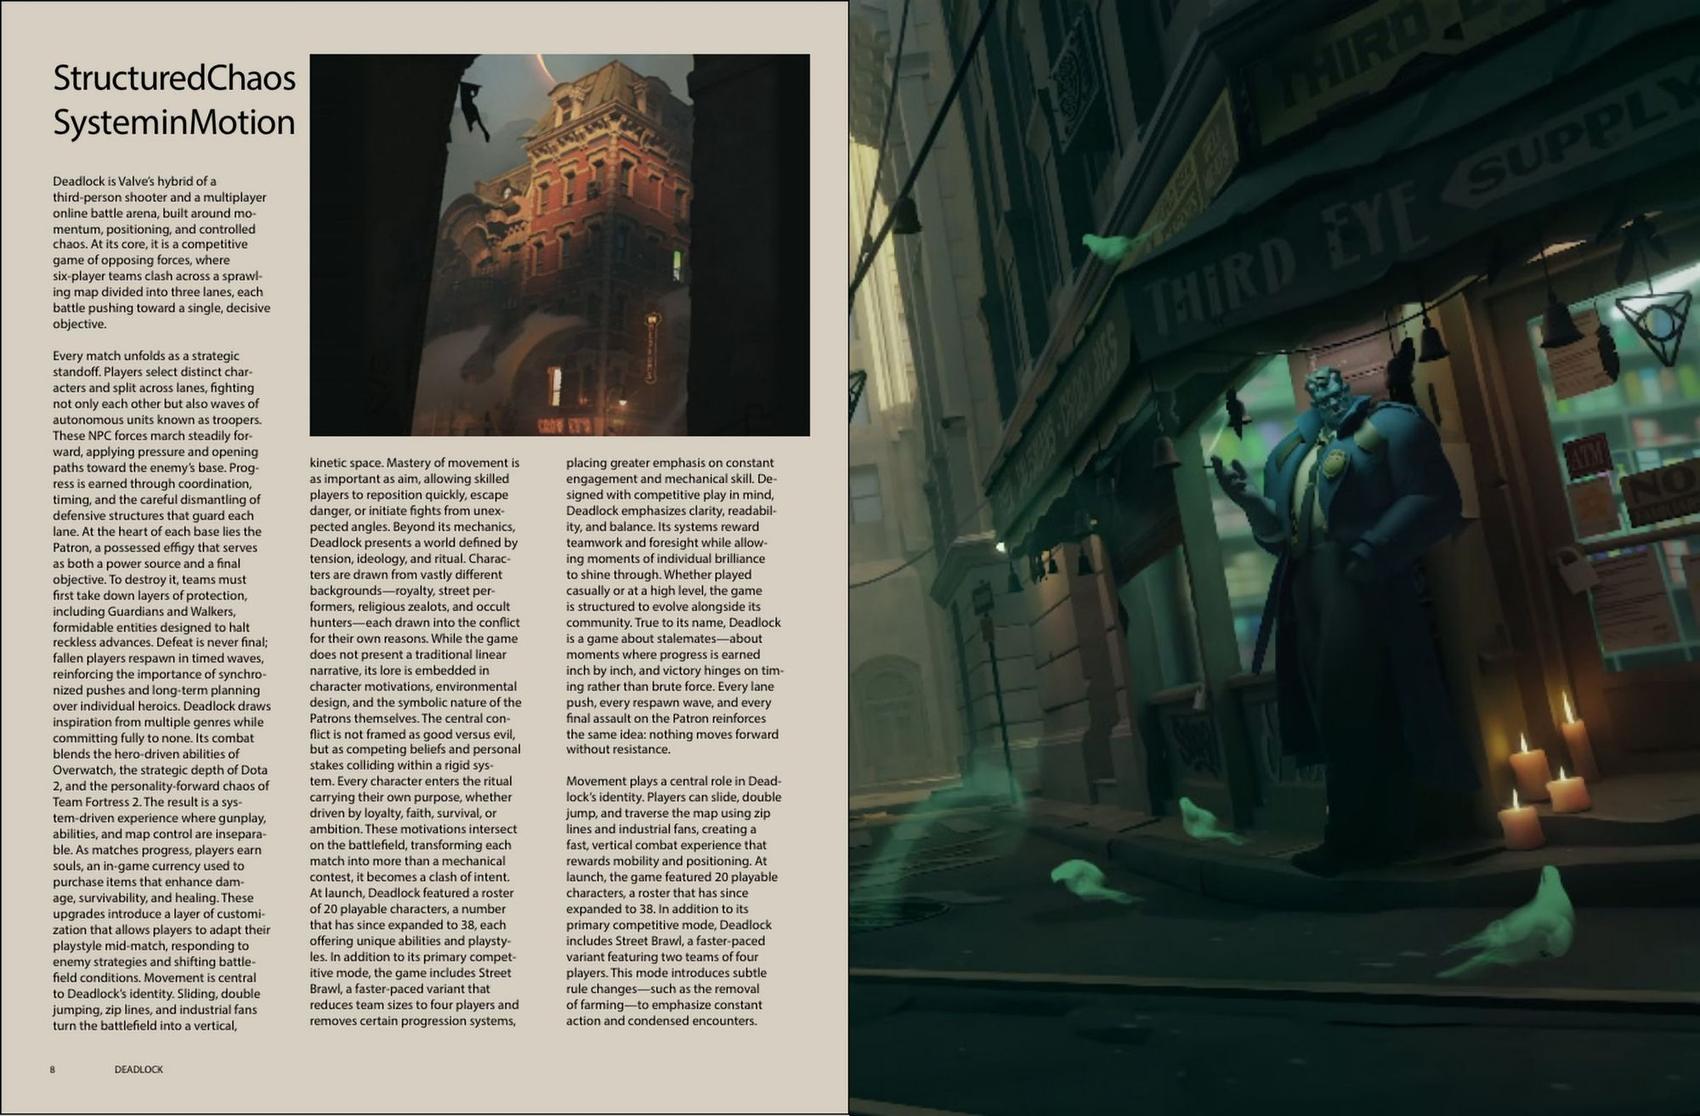 StructuredChaos
SysteminMotion
Deadlock is Valve's hybrid of a
third-person shooter and a multiplayer
online battle arena, built around mo-
mentum, positioning, and controlled
chaos. At its core, it is a competitive
game of opposing forces, where
six-player teams clash across a sprawl-
ing map divided into three lanes, each
battle pushing toward a single, decisive
objective.
Every match unfolds as a strategic
standoff. Players select distinct char-
acters and split across lanes, fighting
not only each other but also waves of
autonomous units known as troopers.
These NPC forces march steadily for-
ward, applying pressure and opening
paths toward the enemy's base. Prog-
ress is earned through coordination,
timing, and the careful dismantling of
defensive structures that guard each
lane. At the heart of each base lies the
Patron, a possessed effigy that serves
as both a power source and a final
objective. To destroy it, teams must
first take down layers of protection,
including Guardians and Walkers,
formidable entities designed to halt
reckless advances. Defeat is never final;
fallen players respawn in timed waves,
reinforcing the importance of synchro-
nized pushes and long-term planning
over individual heroics. Deadlock draws
inspiration from multiple genres while
committing fully to none. Its combat
blends the hero-driven abilities of
Overwatch, the strategic depth of Dota
2, and the personality-forward chaos of
Team Fortress 2. The result is a sys-
tem-driven experience where gunplay,
abilities, and map control are insepara-
ble. As matches progress, players earn
souls, an in-game currency used to
purchase items that enhance dam-
age, survivability, and healing. These
upgrades introduce a layer of customi-
zation that allows players to adapt their
playstyle mid-match, responding to
enemy strategies and shifting battle-
field conditions. Movement is central
to Deadlock's identity. Sliding, double
jumping, zip lines, and industrial fans
turn the battlefield into a vertical,
kinetic space. Mastery of movement is
as important as aim, allowing skilled
players to reposition quickly, escape
danger, or initiate fights from unex-
pected angles. Beyond its mechanics,
Deadlock presents a world defined by
tension, ideology, and ritual. Charac-
ters are drawn from vastly different
backgrounds—royalty, street per-
formers, religious zealots, and occult
hunters—each drawn into the conflict
for their own reasons. While the game
does not present a traditional linear
narrative, its lore is embedded in
character motivations, environmental
design, and the symbolic nature of the
Patrons themselves. The central con-
flict is not framed as good versus evil,
but as competing beliefs and personal
stakes colliding within a rigid sys-
tem. Every character enters the ritual
carrying their own purpose, whether
driven by loyalty, faith, survival, or
ambition. These motivations intersect
on the battlefield, transforming each
match into more than a mechanical
contest, it becomes a clash of intent.
At launch, Deadlock featured a roster
of 20 playable characters, a number
that has since expanded to 38, each
offering unique abilities and playsty-
les. In addition to its primary compet-
itive mode, the game includes Street
Brawl, a faster-paced variant that
reduces team sizes to four players and
removes certain progression systems,
placing greater emphasis on constant
engagement and mechanical skill. De-
signed with competitive play in mind,
Deadlock emphasizes clarity, readabil-
ity, and balance. Its systems reward
teamwork and foresight while allow-
ing moments of individual brilliance
to shine through. Whether played
casually or at a high level, the game
is structured to evolve alongside its
community. True to its name, Deadlock
is a game about stalemates—about
moments where progress is earned
inch by inch, and victory hinges on tim-
ing rather than brute force. Every lane
push, every respawn wave, and every
final assault on the Patron reinforces
the same idea: nothing moves forward
without resistance.
Movement plays a central role in Dead-
lock's identity. Players can slide, double
jump, and traverse the map using zip
lines and industrial fans, creating a
fast, vertical combat experience that
rewards mobility and positioning. At
launch, the game featured 20 playable
characters, a roster that has since
expanded to 38. In addition to its
primary competitive mode, Deadlock
includes Street Brawl, a faster-paced
variant featuring two teams of four
players. This mode introduces subtle
rule changes—such as the removal
of farming—to emphasize constant
action and condensed encounters.
8
DEADLOCK
THIRD
THIRD EYE
SUPPLY
ATM
NO